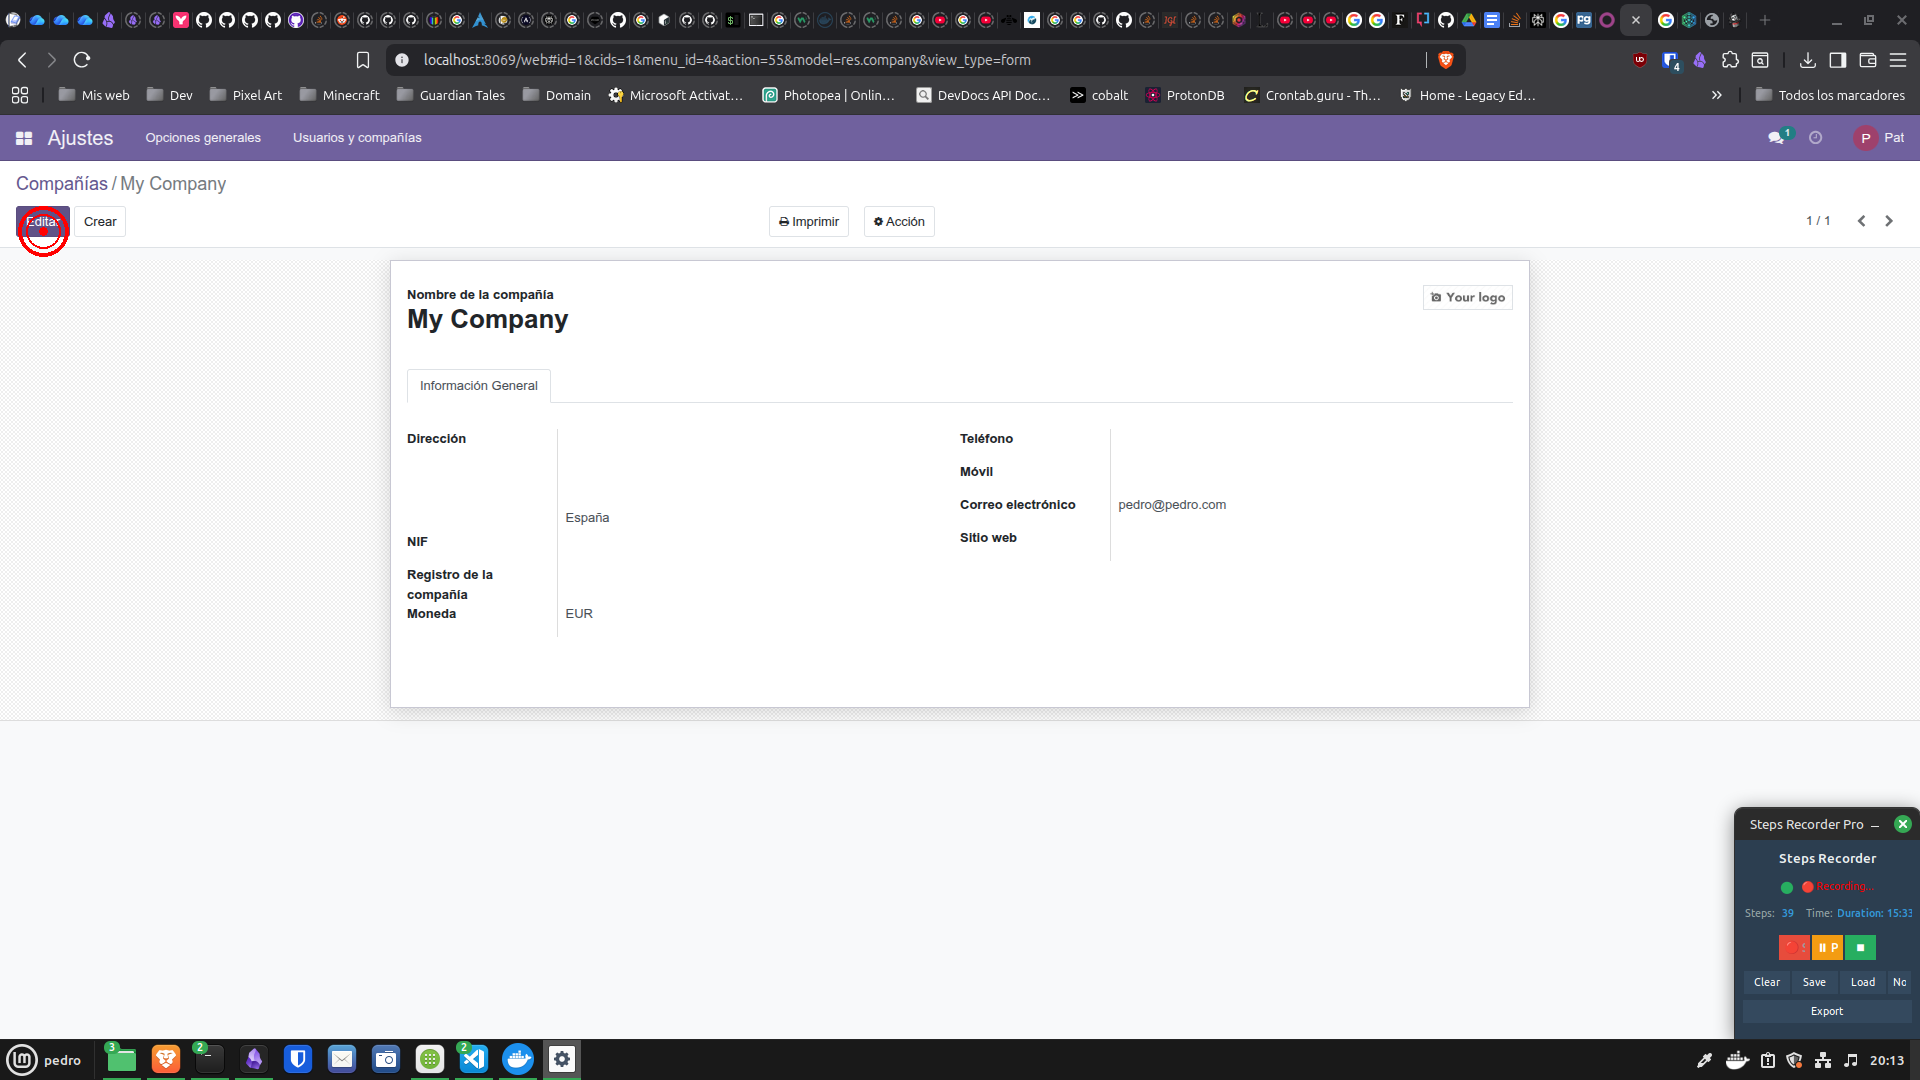 localhost:8069/web#id=1&cids=1&menu_id=4&action=55&model=res.company&view_type=form
4
Mis web
Dev
Pixel Art
Minecraft
Guardian Tales
Domain
Microsoft Activat...
Photopea | Onlin...
DevDocs API Doc...
cobalt
ProtonDB
Crontab.guru - Th...
Home - Legacy Ed...
Todos los marcadores
Ajustes
Opciones generales
Usuarios y compañías
1
P
Pat
Compañías / My Company
Editar
Crear
Imprimir
Acción
1 / 1
Nombre de la compañía
My Company
Your logo
Información General
Dirección
España
NIF
Registro de la
compañía
Moneda
EUR
Teléfono
Móvil
Correo electrónico
pedro@pedro.com
Sitio web
Steps Recorder Pro
Steps Recorder
Recording...
Steps: 39 Time: Duration: 15:33
P
Clear
Save
Load
No
Export
pedro
3
2
2
20:13